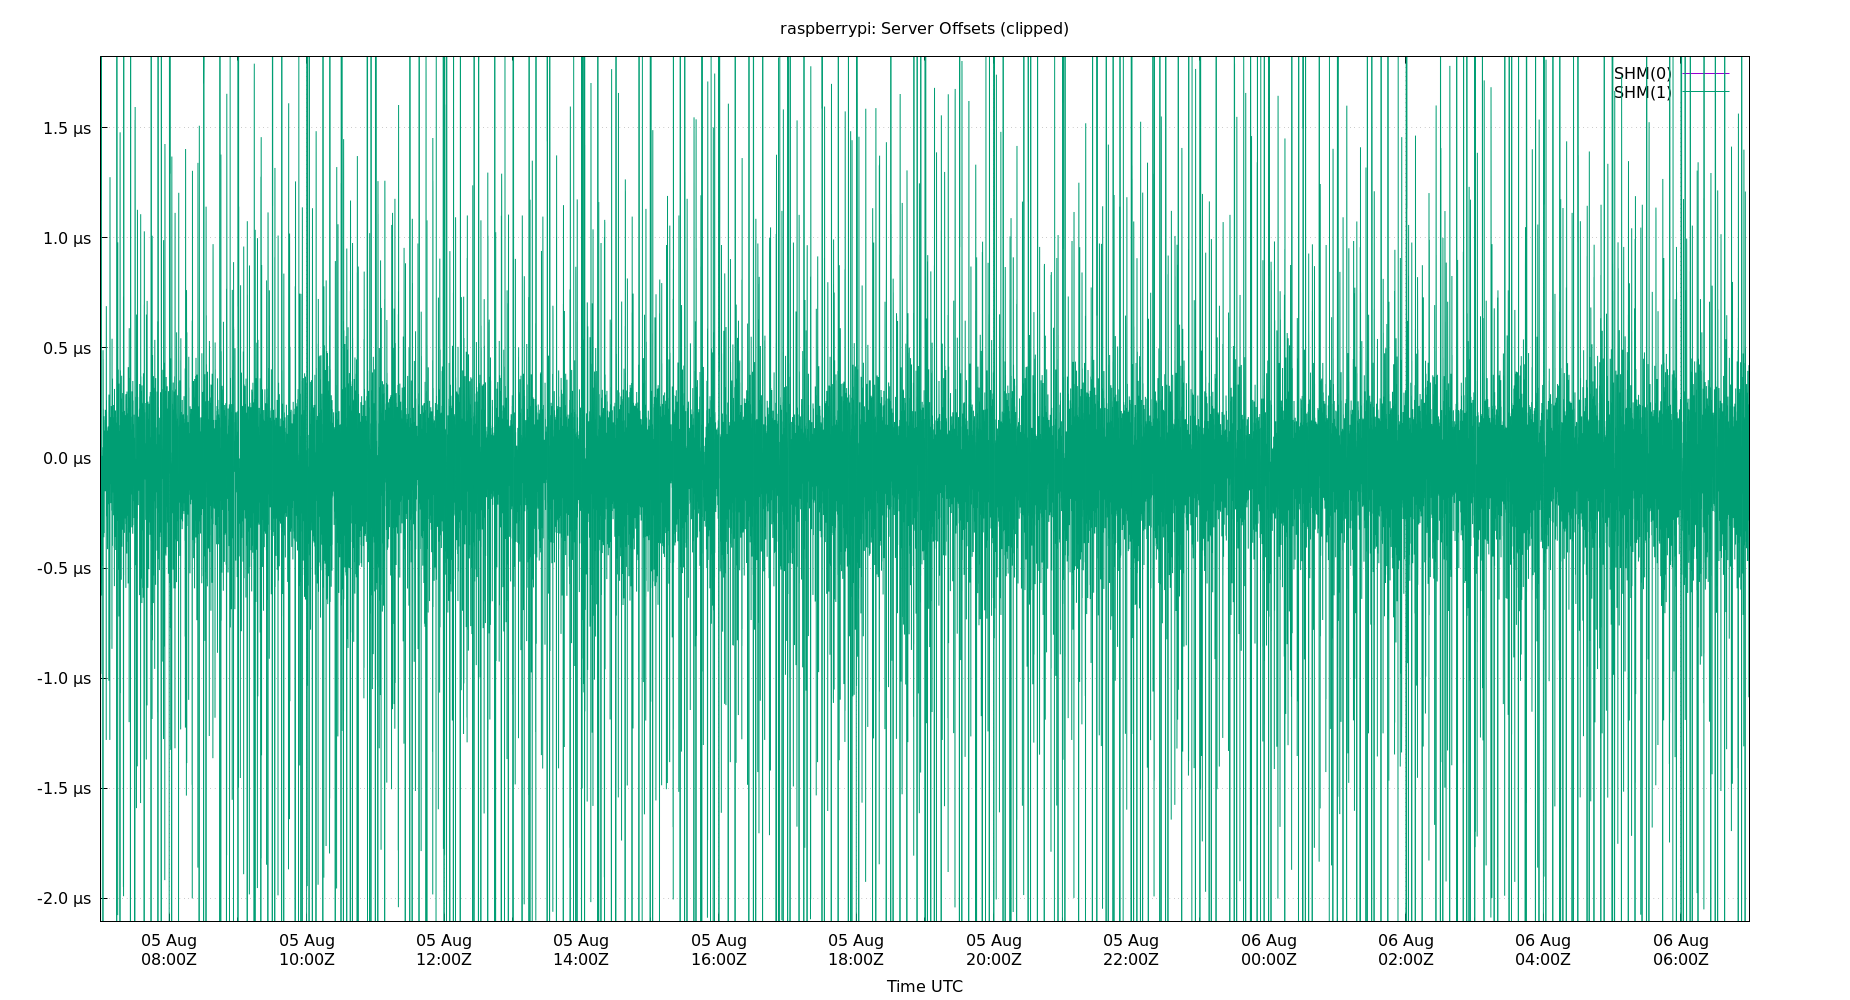 raspberrypi: Server Offsets (clipped)
SHM(0)
SHM(1)
1.5 µs
1.0 µs
0.5 µs
0.0 µs
-0.5 µs
-1.0 µs
-1.5 µs
-2.0 µs
05 Aug 05 Aug 05 Aug 05 Aug 05 Aug 05 Aug 05 Aug 05 Aug 06 Aug 06 Aug 06 Aug 06 Aug
08:00Z 10:00Z 12:00Z 14:00Z 16:00Z 18:00Z 20:00Z 22:00Z 00:00Z 02:00Z 04:00Z 06:00Z
Time UTC